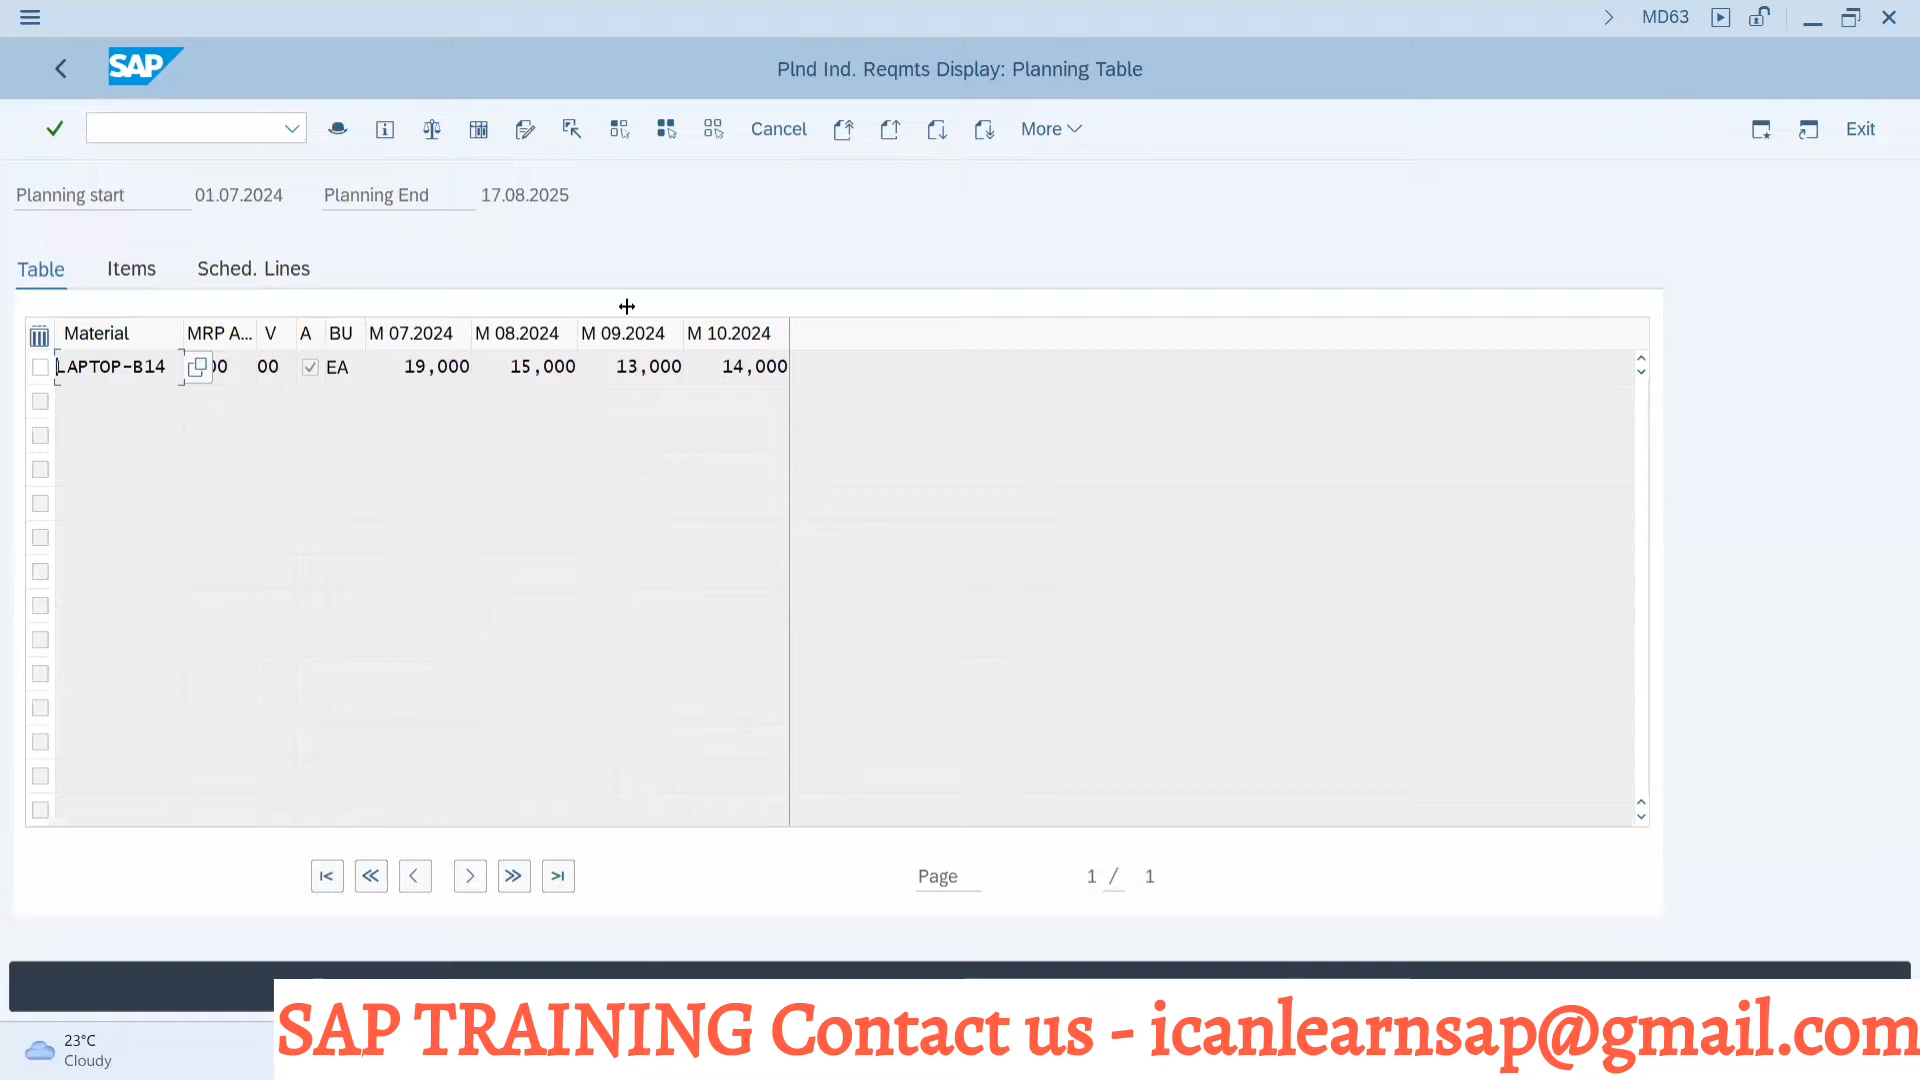 MD63
SAP
Plnd Ind. Reqmts Display: Planning Table
Cancel
More
Exit
Planning start 01.07.2024 Planning End 17.08.2025
Table Items Sched. Lines
Material MRP A... V A BU M 07.2024 M 08.2024 M 09.2024 M 10.2024
LAPTOP-B14 00 EA 19,000 15,000 13,000 14,000
Page 1 / 1
SAP TRAINING Contact us - icanlearnsap@gmail.com
23°C
Cloudy